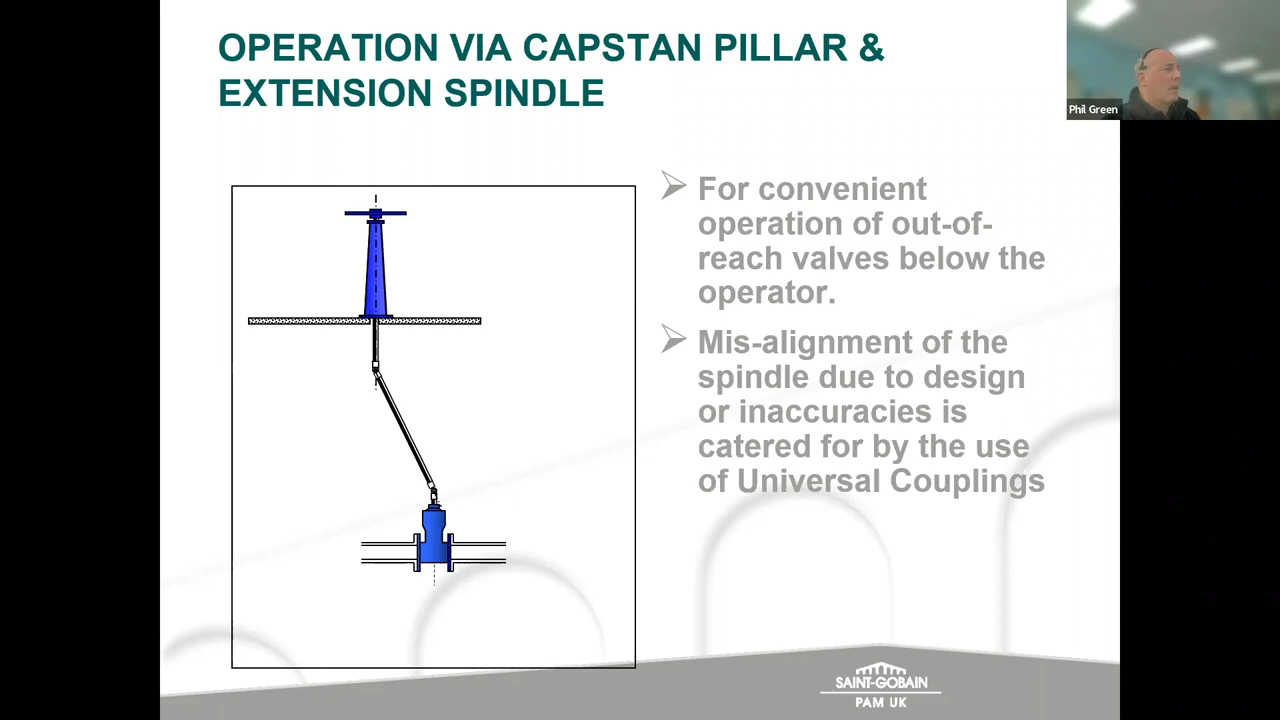 OPERATION VIA CAPSTAN PILLAR &
EXTENSION SPINDLE
Phil Green
For convenient
operation of out-of-
reach valves below the
operator.
Mis-alignment of the
spindle due to design
or inaccuracies is
catered for by the use
of Universal Couplings
SAINT-GOBAIN
PAM UK